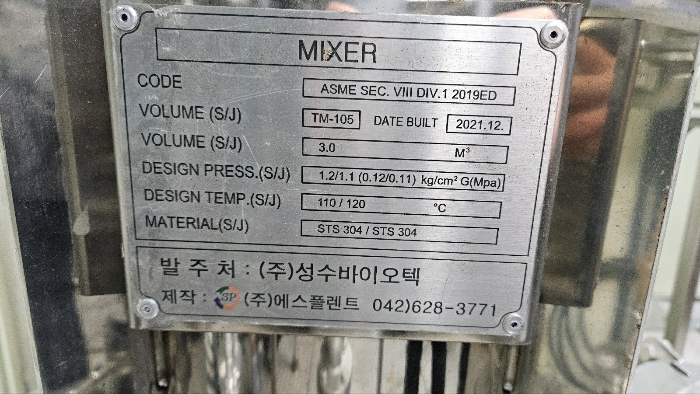 MIXER
CODE ASME SEC. VIII DIV.1 2019ED
VOLUME (S/J) TM-105 DATE BUILT 2021.12.
VOLUME (S/J) 3.0 M³
DESIGN PRESS.(S/J) 1.2/1.1 (0.12/0.11) kg/cm² G(Mpa)
DESIGN TEMP.(S/J) 110 / 120 °C
MATERIAL(S/J) STS 304 / STS 304
발 주 처 : (주)성수바이오텍
제작 : SP (주)에스플렌트 042)628-3771